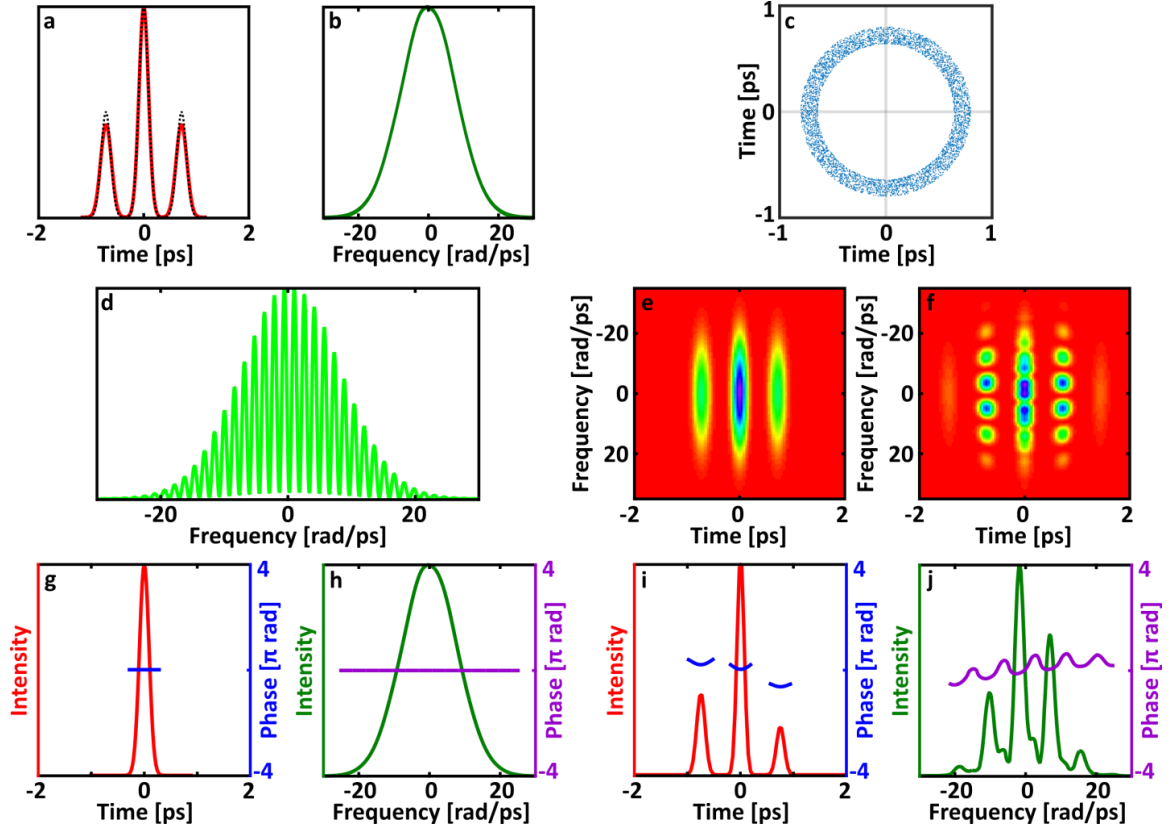 a
-2 0 2
Time [ps]
b
-20 0 20
Frequency [rad/ps]
c
1
0
-1
Time [ps]
-1 0 1
Time [ps]
d
-20 0 20
Frequency [rad/ps]
e
Frequency [rad/ps]
-20
0
20
-2 0 2
Time [ps]
f
Frequency [rad/ps]
-20
0
20
-2 0 2
Time [ps]
g
Intensity
4
-4
Phase [π rad]
-2 0 2
Time [ps]
h
Intensity
4
-4
Phase [π rad]
-20 0 20
Frequency [rad/ps]
i
Intensity
4
-4
Phase [π rad]
-2 0 2
Time [ps]
j
Intensity
4
-4
Phase [π rad]
-20 0 20
Frequency [rad/ps]